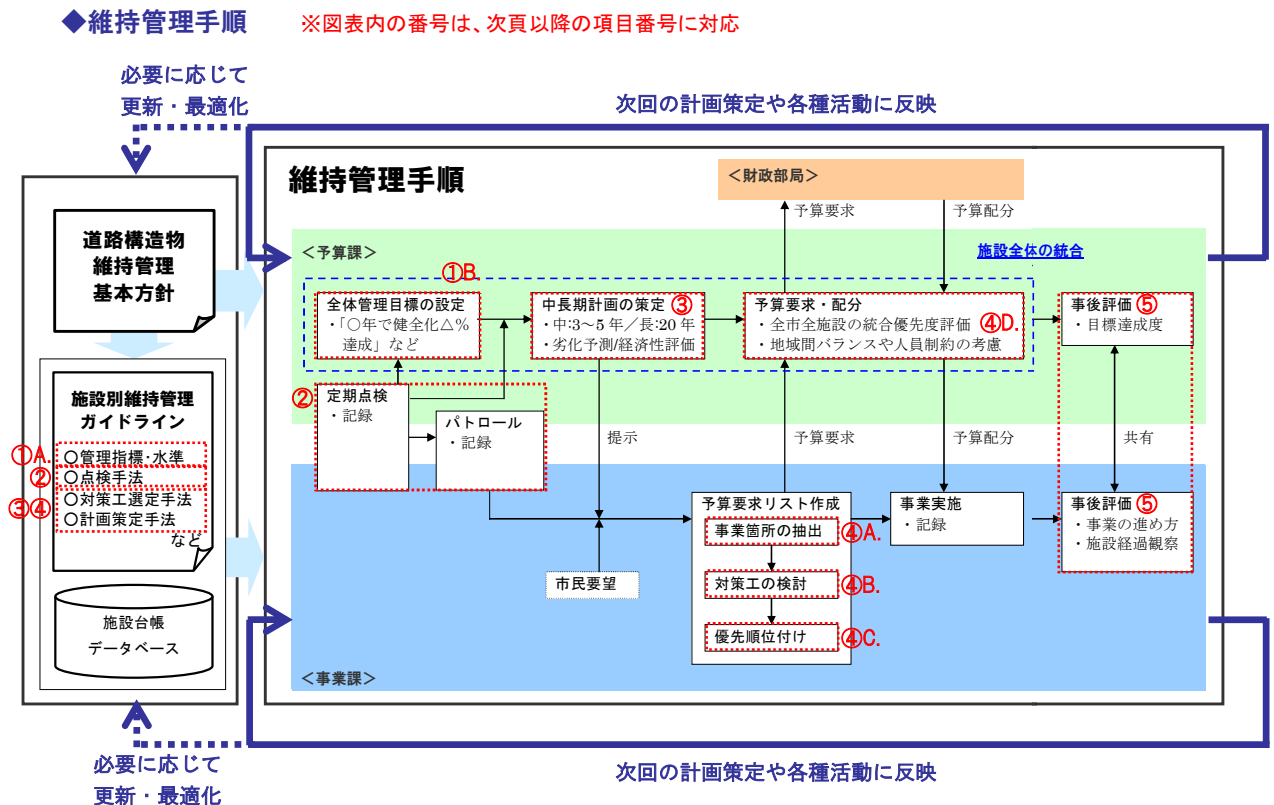 ◆維持管理手順 ※図表内の番号は、次頁以降の項目番号に対応
必要に応じて
更新・最適化
次回の計画策定や各種活動に反映
道路構造物
維持管理
基本方針
施設別維持管理
ガイドライン
①A. 〇管理指標・水準
② 〇点検手法
③④ 〇対策工選定手法
〇計画策定手法
など
施設台帳
データベース
維持管理手順
<財政部局>
予算要求
予算配分
<予算課>
施設全体の統合
①B.
全体管理目標の設定
・「〇年で健全化△%
達成」など
中長期計画の策定 ③
・中:3~5 年/長:20 年
・劣化予測/経済性評価
予算要求・配分
・全市全施設の統合優先度評価 ④D.
・地域間バランスや人員制約の考慮
事後評価 ⑤
・目標達成度
② 定期点検
・記録
パトロール
・記録
提示
予算要求
予算配分
共有
市民要望
予算要求リスト作成
事業箇所の抽出 ④A.
対策工の検討 ④B.
優先順位付け ④C.
事業実施
・記録
事後評価 ⑤
・事業の進め方
・施設経過観察
<事業課>
必要に応じて
更新・最適化
次回の計画策定や各種活動に反映